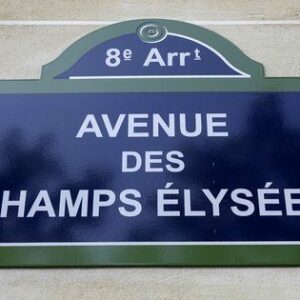 8e Arrt
AVENUE
DES
HAMPS ÉLYSÉE